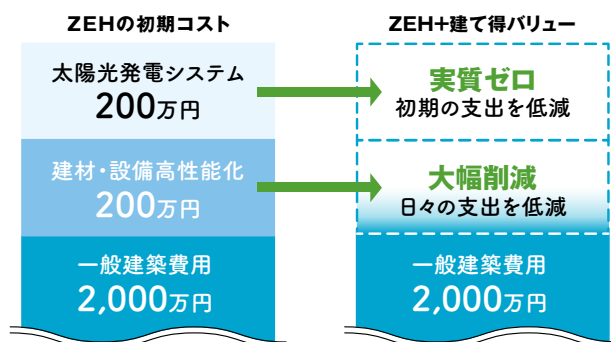 ZEHの初期コスト
太陽光発電システム
200万円
建材・設備高性能化
200万円
一般建築費用
2,000万円
ZEH+建て得バリュー
実質ゼロ
初期の支出を低減
大幅削減
日々の支出を低減
一般建築費用
2,000万円